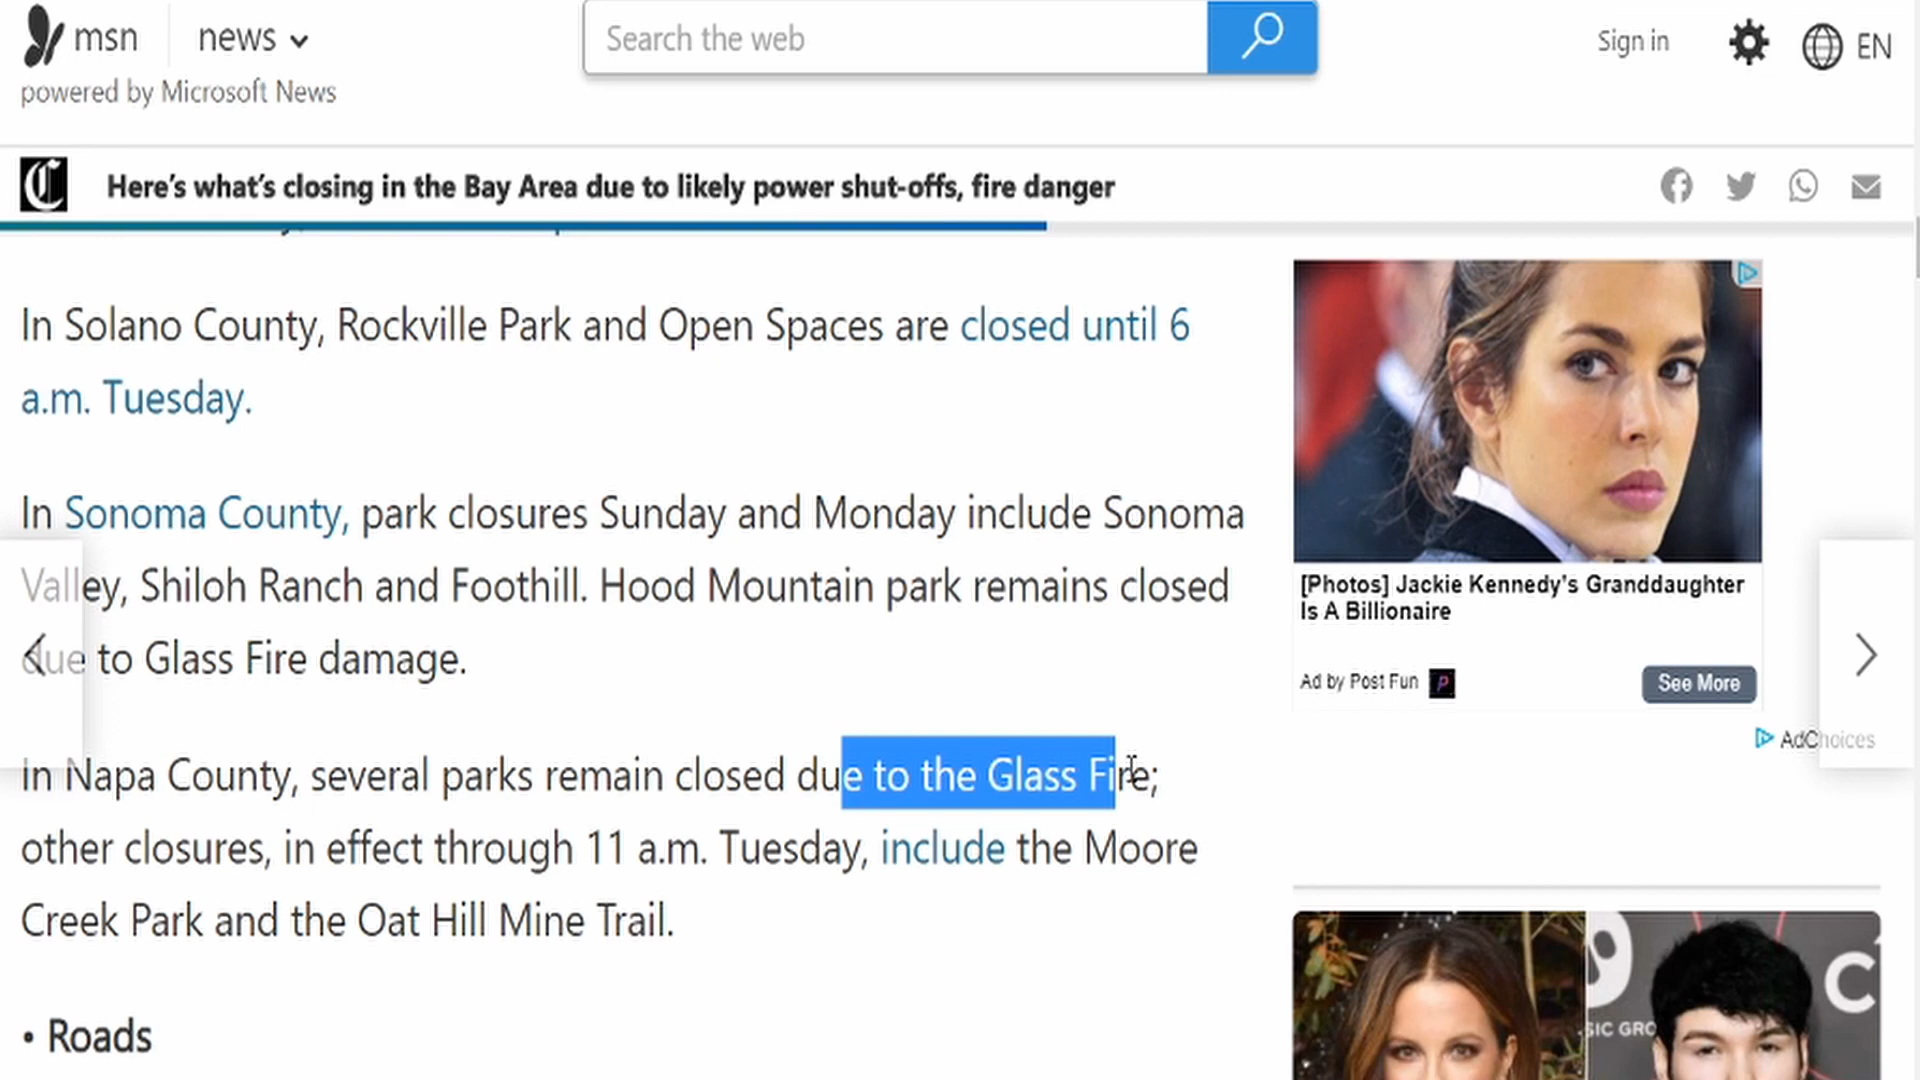 msn
news
Search the web
Sign in
EN
powered by Microsoft News
C
Here's what's closing in the Bay Area due to likely power shut-offs, fire danger
In Solano County, Rockville Park and Open Spaces are closed until 6
a.m. Tuesday.
In Sonoma County, park closures Sunday and Monday include Sonoma
Valley, Shiloh Ranch and Foothill. Hood Mountain park remains closed
due to Glass Fire damage.
In Napa County, several parks remain closed due to the Glass Fire;
other closures, in effect through 11 a.m. Tuesday, include the Moore
Creek Park and the Oat Hill Mine Trail.
• Roads
[Photos] Jackie Kennedy's Granddaughter
Is A Billionaire
Ad by Post Fun
P
See More
AdChoices
SIC GRO